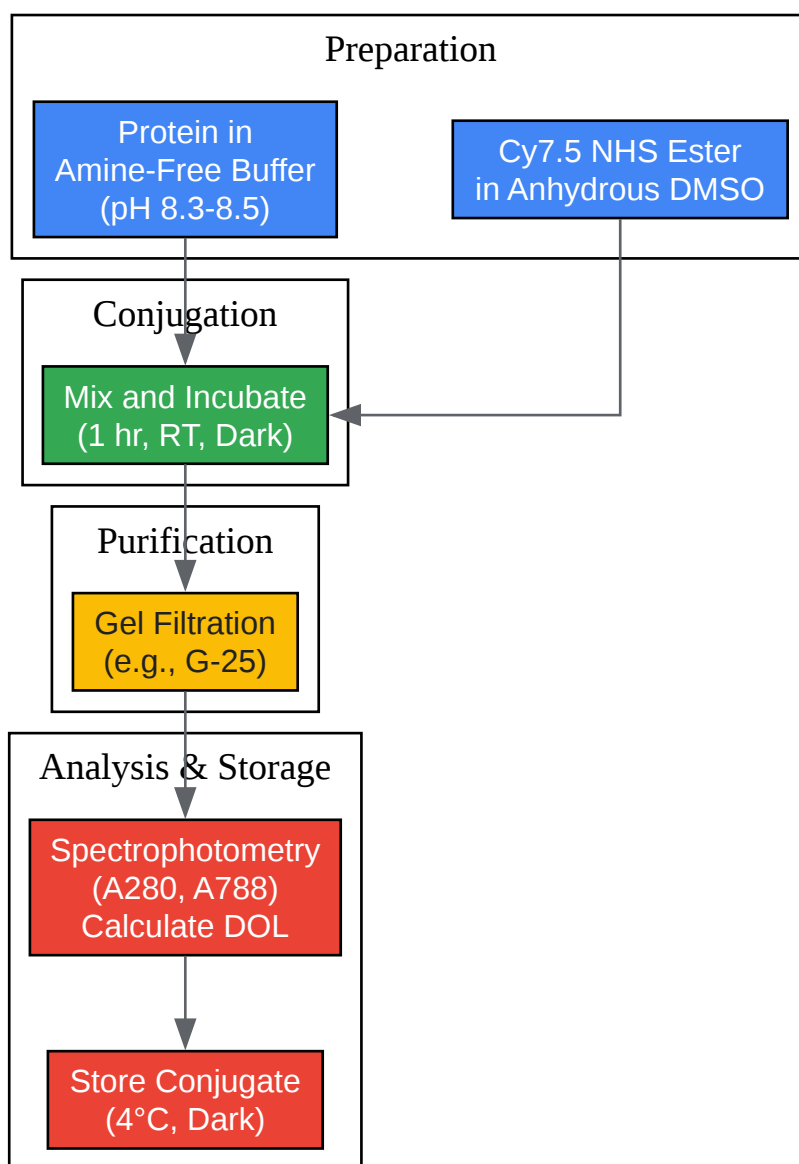 Preparation
Protein in
Amine-Free Buffer
(pH 8.3-8.5)
Cy7.5 NHS Ester
in Anhydrous DMSO
Conjugation
Mix and Incubate
(1 hr, RT, Dark)
Purification
Gel Filtration
(e.g., G-25)
Analysis & Storage
Spectrophotometry
(A280, A788)
Calculate DOL
Store Conjugate
(4°C, Dark)